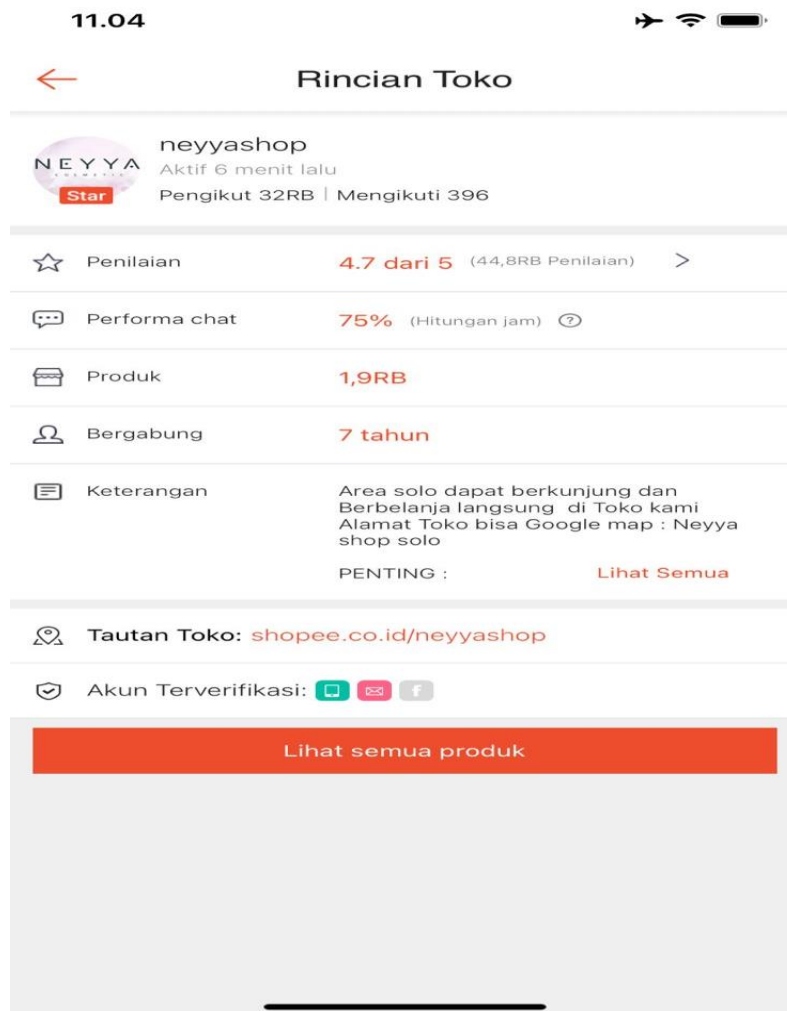 11.04
Rincian Toko
NEYYA
COSMETIC
Star
neyyashop
Aktif 6 menit lalu
Pengikut 32RB | Mengikuti 396
Penilaian 4.7 dari 5 (44,8RB Penilaian) >
Performa chat 75% (Hitungan jam) ?
Produk 1,9RB
Bergabung 7 tahun
Keterangan Area solo dapat berkunjung dan
Berbelanja langsung di Toko kami
Alamat Toko bisa Google map : Neyya
shop solo
PENTING : Lihat Semua
Tautan Toko: shopee.co.id/neyyashop
Akun Terverifikasi: f
Lihat semua produk